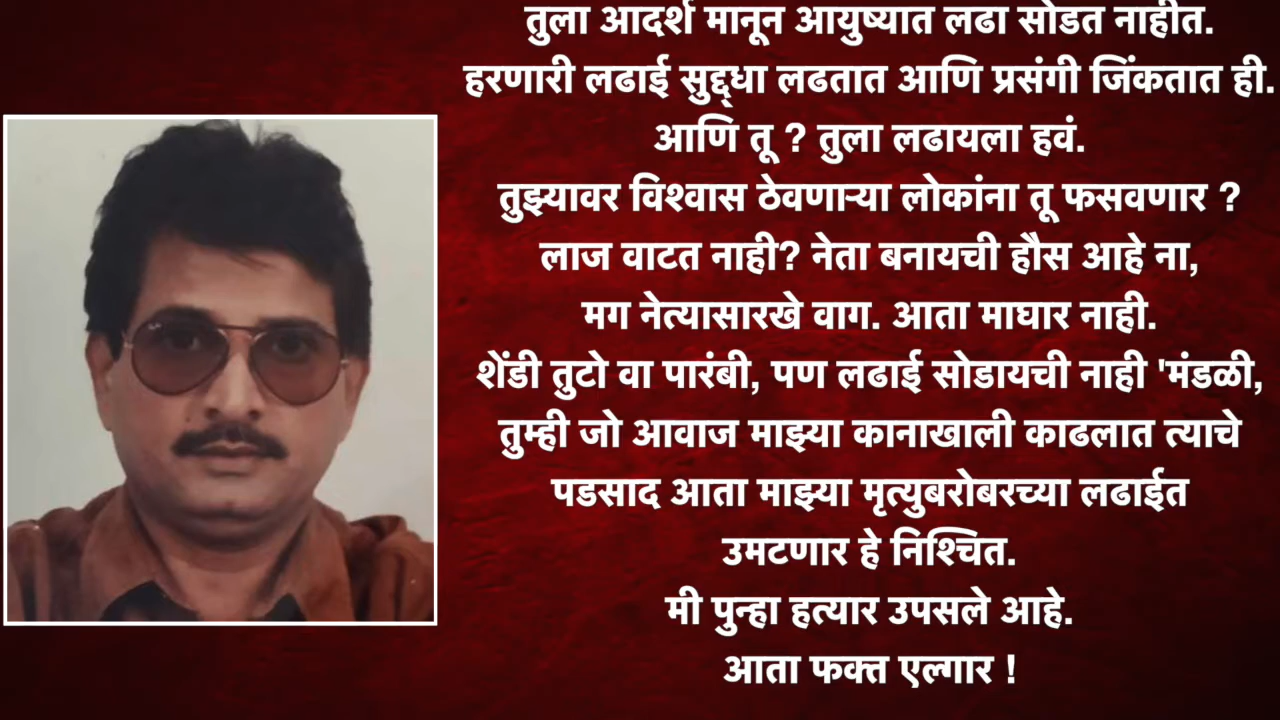 तुला आदर्श मानून आयुष्यात लढा सोडत नाहीत.
हरणारी लढाई सुद्द्धा लढतात आणि प्रसंगी जिंकतात ही.
आणि तू ? तुला लढायला हवं.
तुझ्यावर विश्वास ठेवणाऱ्या लोकांना तू फसवणार ?
लाज वाटत नाही? नेता बनायची हौस आहे ना,
मग नेत्यासारखे वाग. आता माघार नाही.
शेंडी तुटो वा पारंबी, पण लढाई सोडायची नाही 'मंडळी,
तुम्ही जो आवाज माझ्या कानाखाली काढलात त्याचे
पडसाद आता माझ्या मृत्युबरोबरच्या लढाईत
उमटणार हे निश्चित.
मी पुन्हा हत्यार उपसले आहे.
आता फक्त एल्गार !